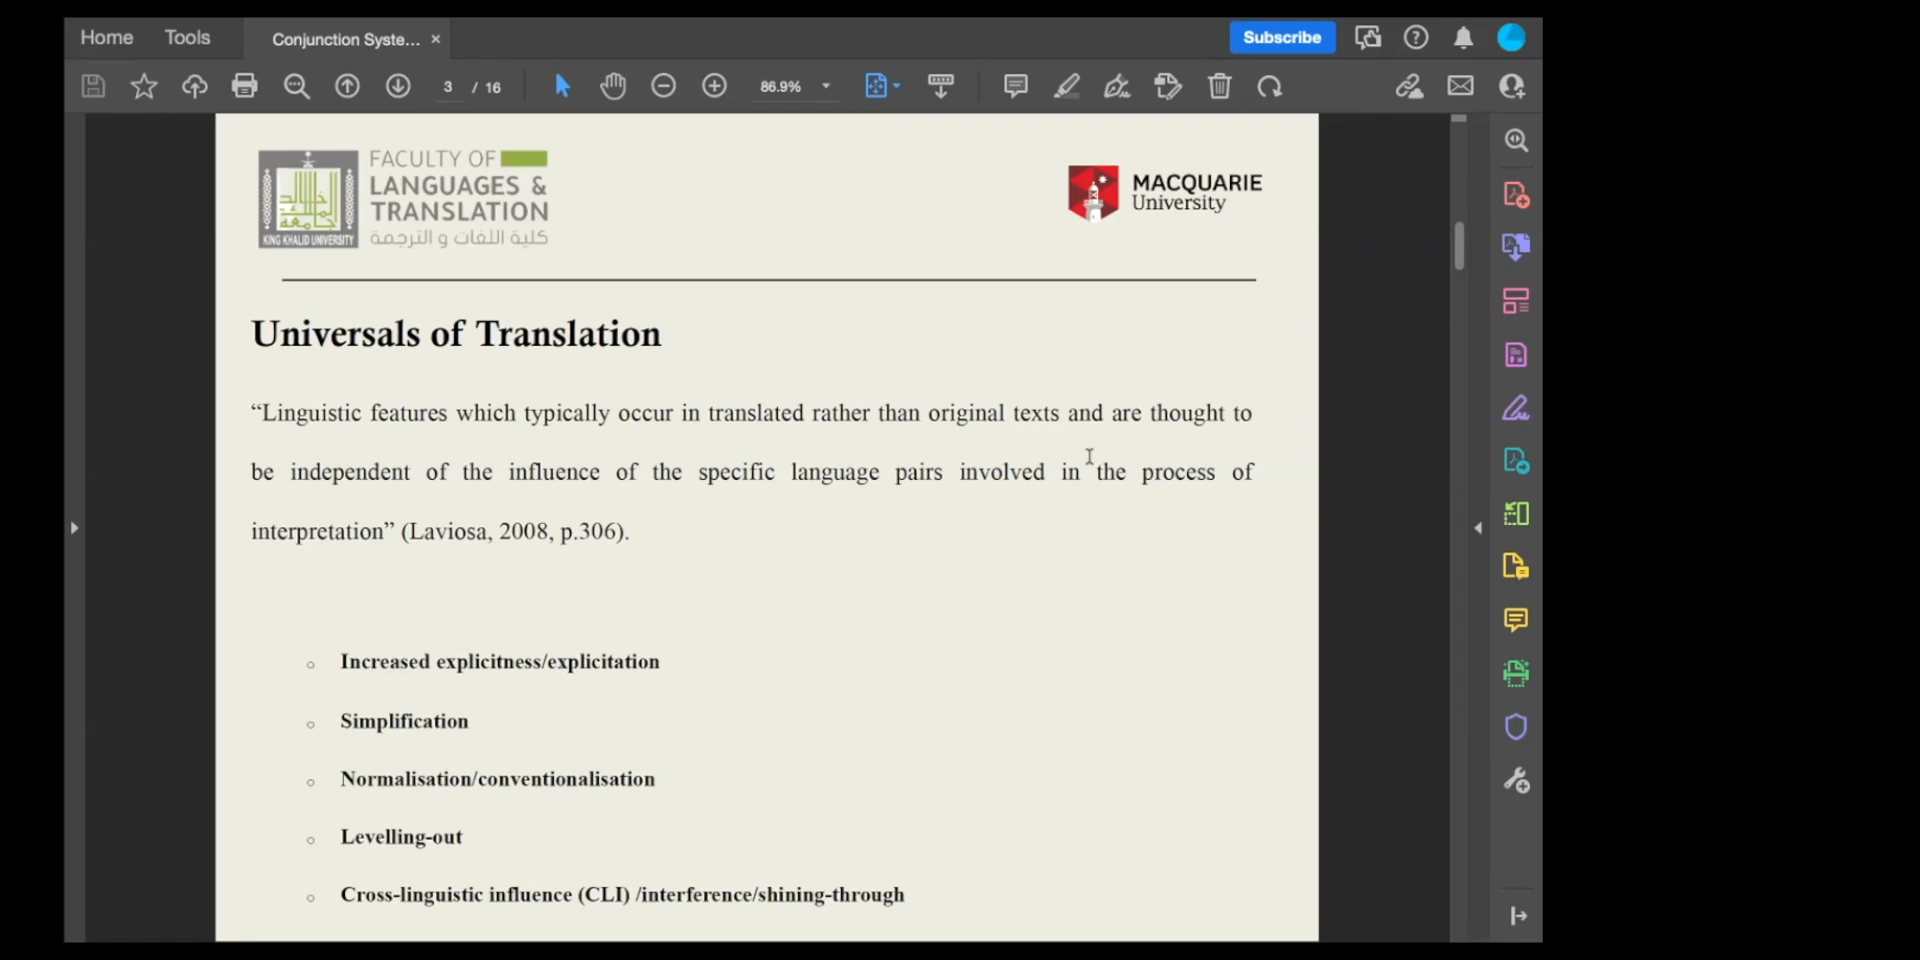 Home Tools Conjunction Syste... × Subscribe
3 / 16 86.9%
FACULTY OF
LANGUAGES &
TRANSLATION
كلية اللغات و الترجمة
KING KHALID UNIVERSITY
MACQUARIE
University
Universals of Translation
“Linguistic features which typically occur in translated rather than original texts and are thought to
be independent of the influence of the specific language pairs involved in the process of
interpretation” (Laviosa, 2008, p.306).
Increased explicitness/explicitation
Simplification
Normalisation/conventionalisation
Levelling-out
Cross-linguistic influence (CLI) /interference/shining-through